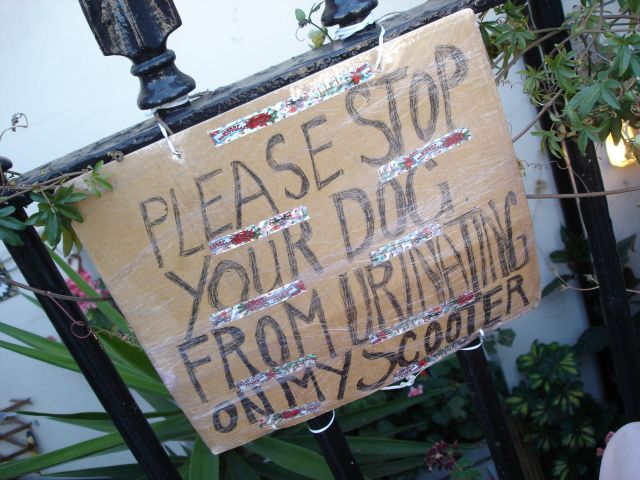 PLEASE STOP
YOUR DOG
FROM URINATING
ON MY SCOOTER